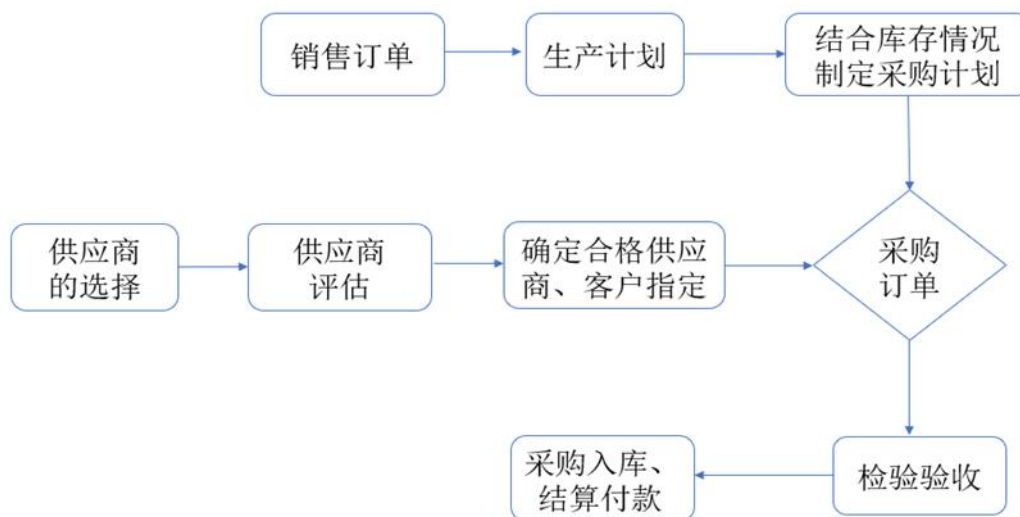 销售订单
生产计划
结合库存情况
制定采购计划
供应商
的选择
供应商
评估
确定合格供应
商、客户指定
采购
订单
采购入库、
结算付款
检验验收